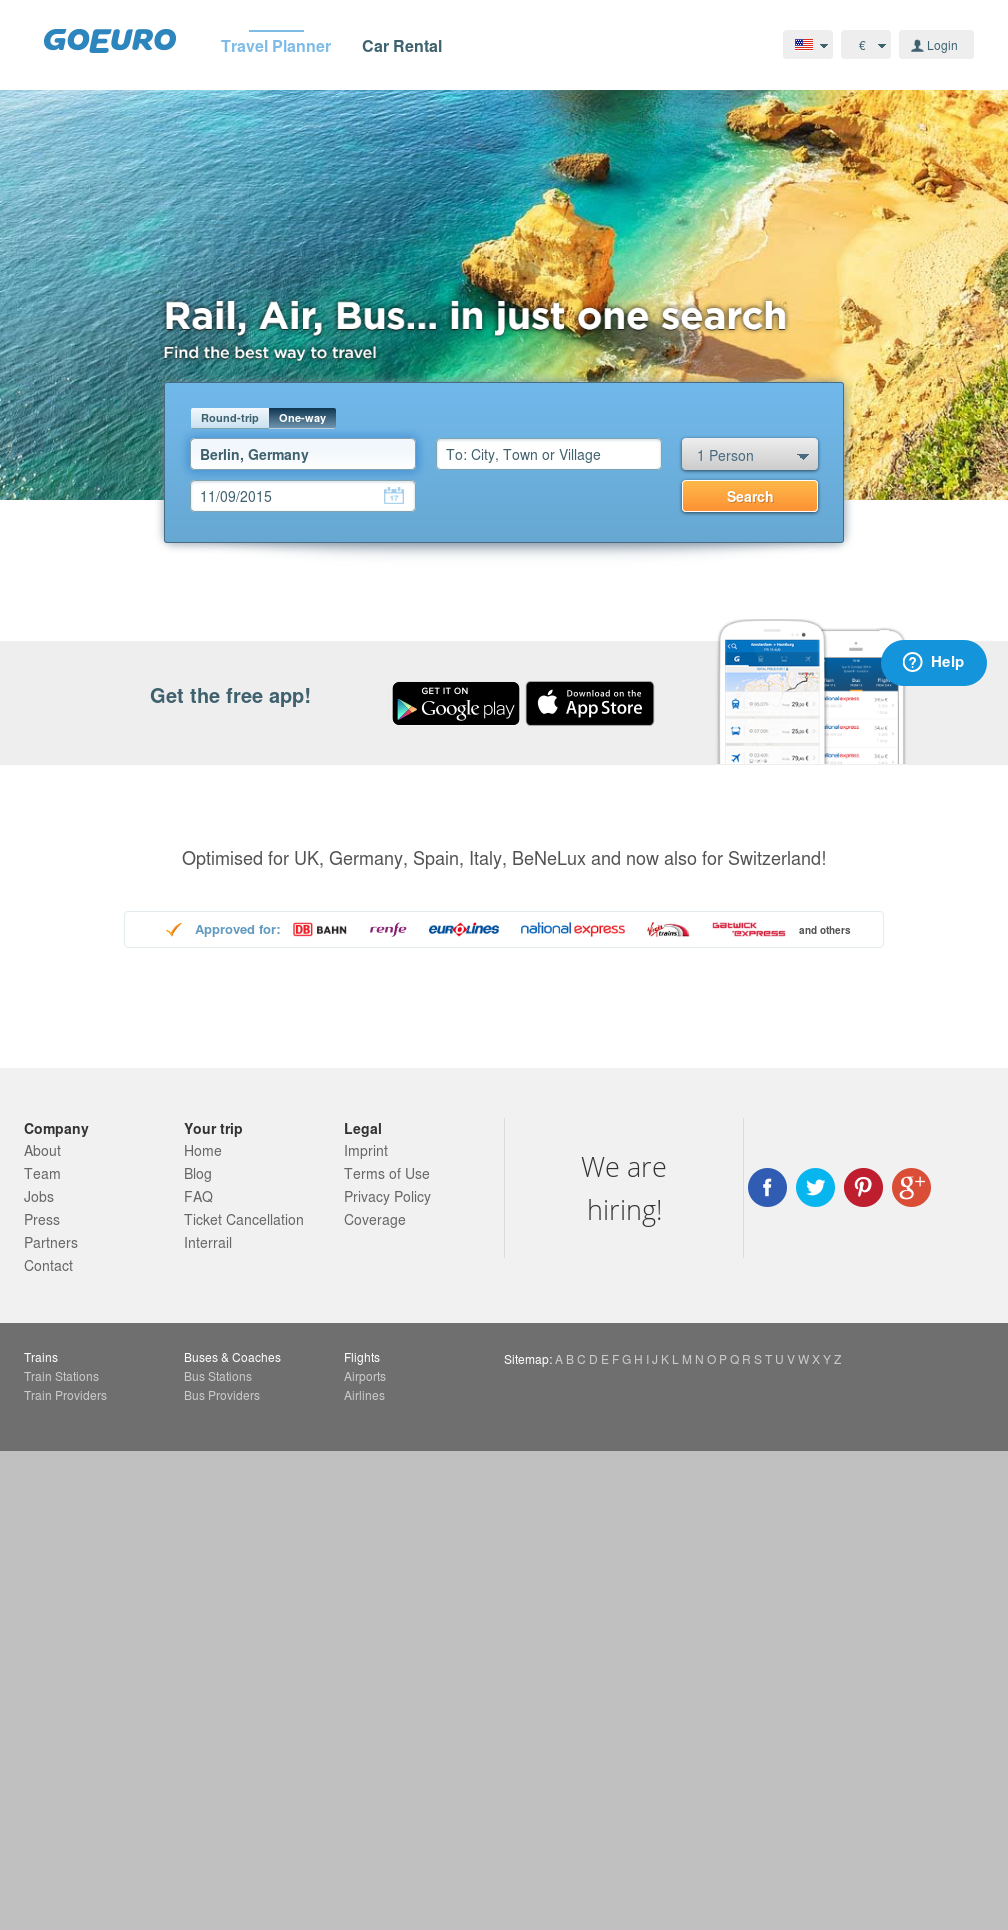 GOEURO
Travel Planner
Car Rental
€
Login
Rail, Air, Bus... in just one search
Find the best way to travel
Round-trip
One-way
Berlin, Germany
To: City, Town or Village
1 Person
11/09/2015
17
Search
Get the free app!
GET IT ON
Google play
Download on the
App Store
Help
Optimised for UK, Germany, Spain, Italy, BeNeLux and now also for Switzerland!
Approved for: DB BAHN renfe eurolines national express Virgin trains GATWICK EXPRESS and others
Company
About
Team
Jobs
Press
Partners
Contact
Your trip
Home
Blog
FAQ
Ticket Cancellation
Interrail
Legal
Imprint
Terms of Use
Privacy Policy
Coverage
We are
hiring!
Trains
Train Stations
Train Providers
Buses & Coaches
Bus Stations
Bus Providers
Flights
Airports
Airlines
Sitemap: A B C D E F G H I J K L M N O P Q R S T U V W X Y Z